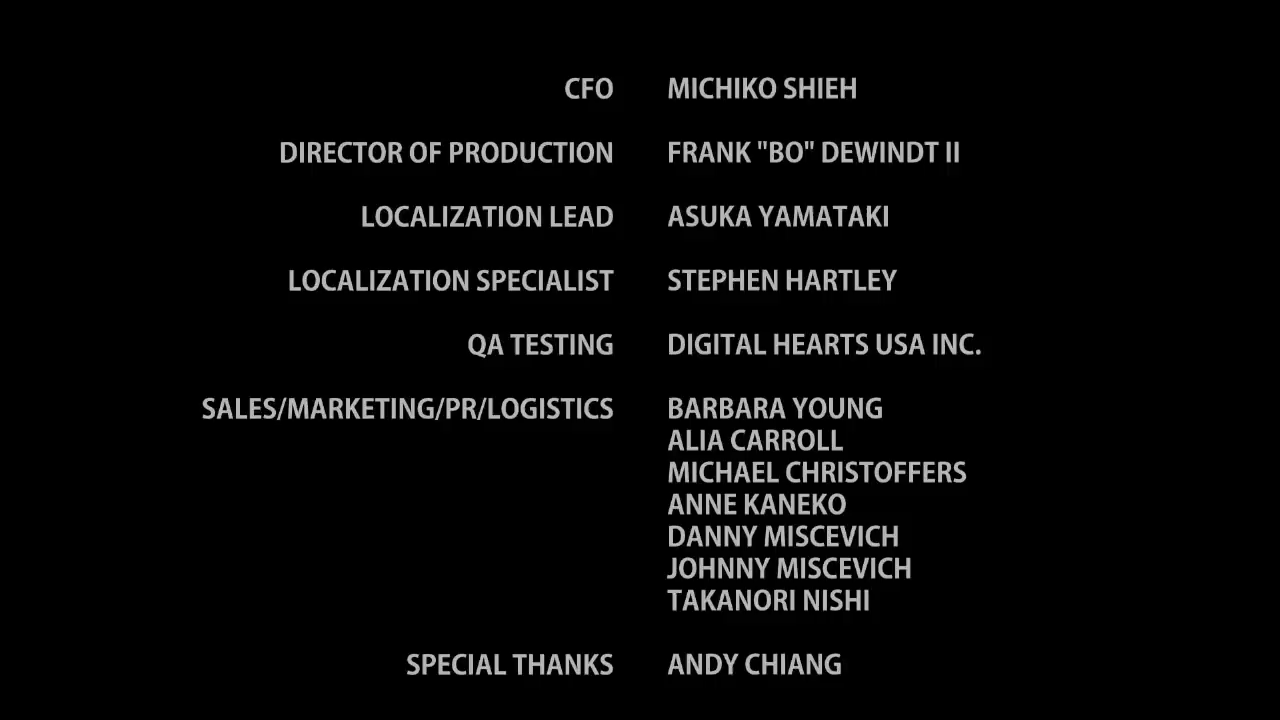 CFO MICHIKO SHIEH
DIRECTOR OF PRODUCTION FRANK "BO" DEWINDT II
LOCALIZATION LEAD ASUKA YAMATAKI
LOCALIZATION SPECIALIST STEPHEN HARTLEY
QA TESTING DIGITAL HEARTS USA INC.
SALES/MARKETING/PR/LOGISTICS BARBARA YOUNG
ALIA CARROLL
MICHAEL CHRISTOFFERS
ANNE KANEKO
DANNY MISCEVICH
JOHNNY MISCEVICH
TAKANORI NISHI
SPECIAL THANKS ANDY CHIANG